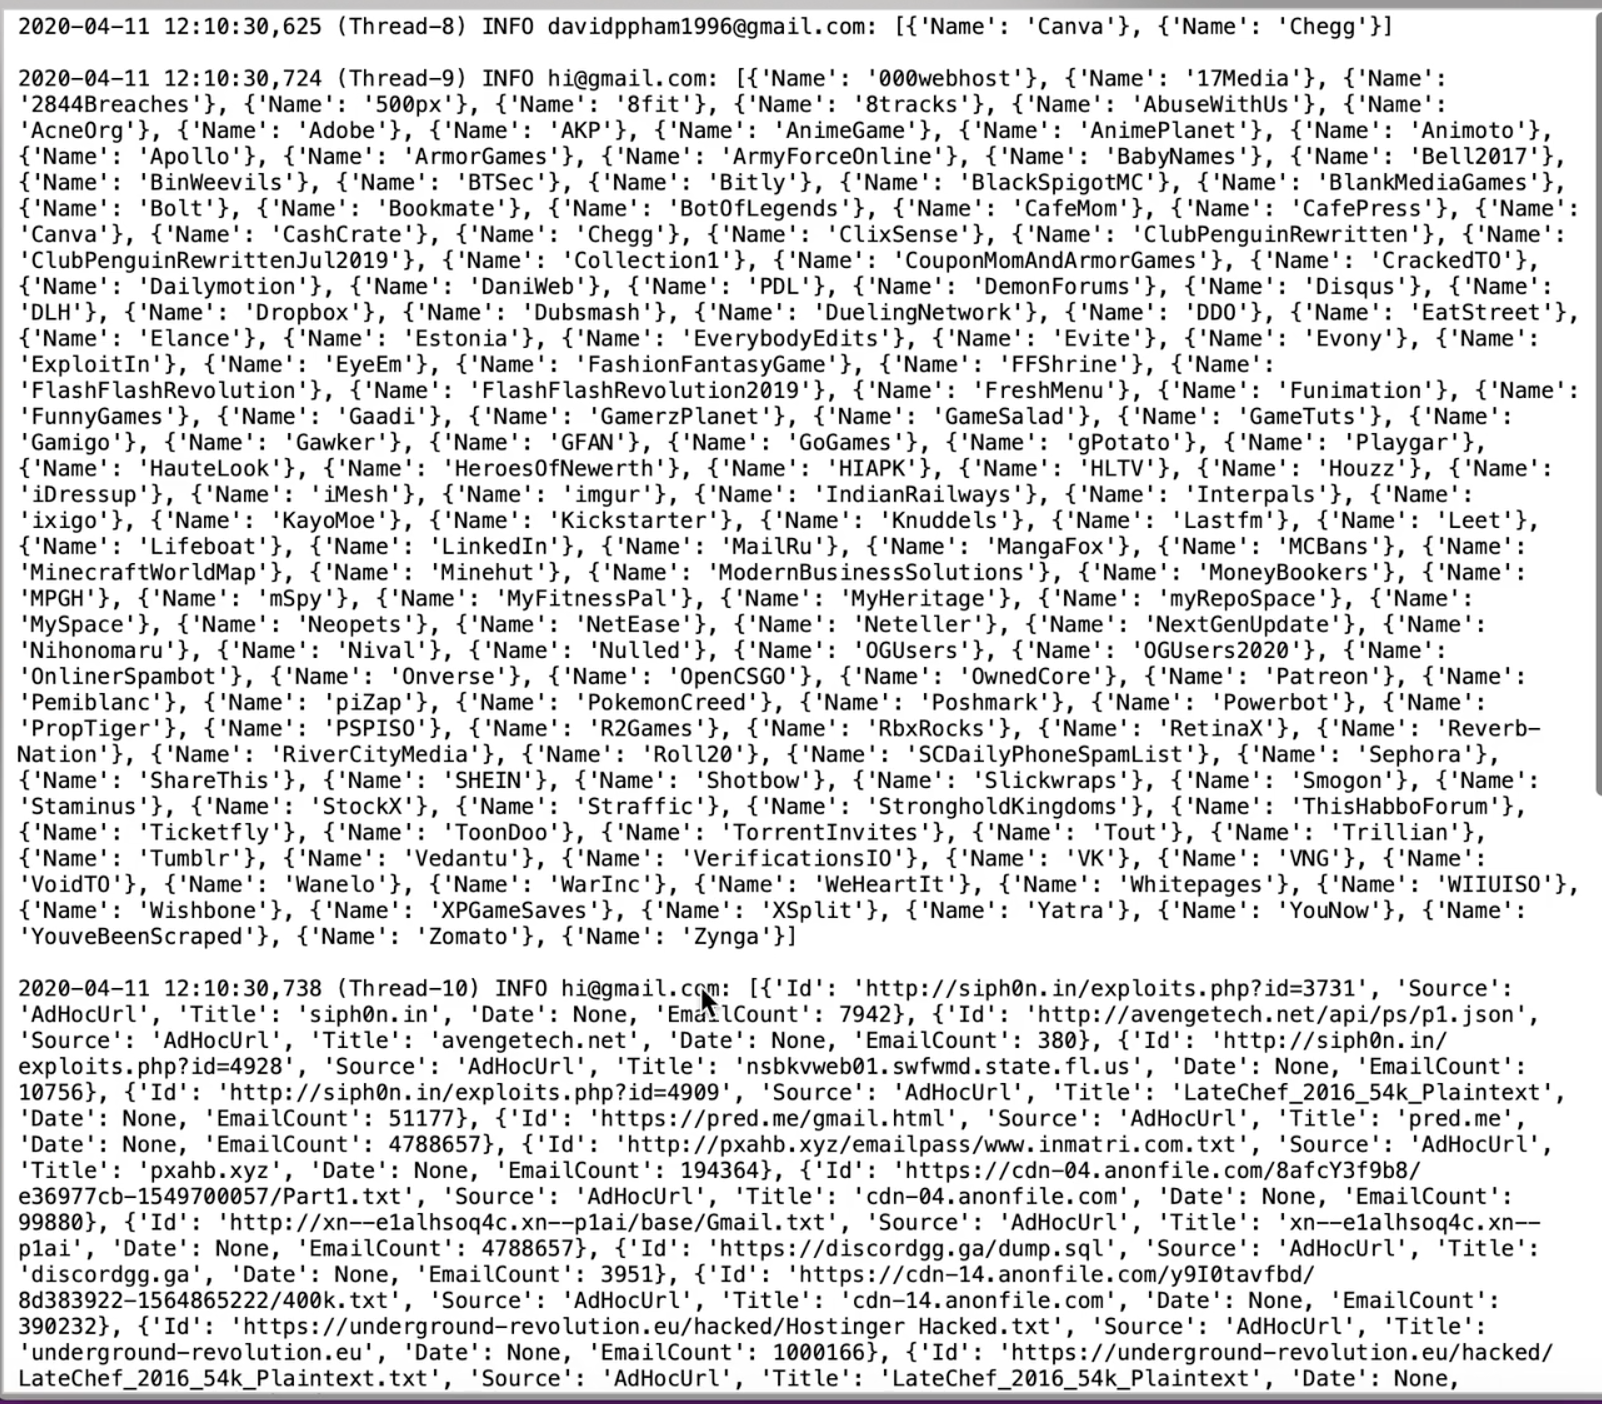 2020-04-11 12:10:30,625 (Thread-8) INFO davidppham1996@gmail.com: [{'Name': 'Canva'}, {'Name': 'Chegg'}]
2020-04-11 12:10:30,724 (Thread-9) INFO hi@gmail.com: [{'Name': '000webhost'}, {'Name': '17Media'}, {'Name':
'2844Breaches'}, {'Name': '500px'}, {'Name': '8fit'}, {'Name': '8tracks'}, {'Name': 'AbuseWithUs'}, {'Name':
'AcneOrg'}, {'Name': 'Adobe'}, {'Name': 'AKP'}, {'Name': 'AnimeGame'}, {'Name': 'AnimePlanet'}, {'Name': 'Animoto'},
{'Name': 'Apollo'}, {'Name': 'ArmorGames'}, {'Name': 'ArmyForceOnline'}, {'Name': 'BabyNames'}, {'Name': 'Bell2017'},
{'Name': 'BinWeevils'}, {'Name': 'BTSec'}, {'Name': 'Bitly'}, {'Name': 'BlackSpigotMC'}, {'Name': 'BlankMediaGames'},
{'Name': 'Bolt'}, {'Name': 'Bookmate'}, {'Name': 'BotOfLegends'}, {'Name': 'CafeMom'}, {'Name': 'CafePress'}, {'Name':
'Canva'}, {'Name': 'CashCrate'}, {'Name': 'Chegg'}, {'Name': 'ClixSense'}, {'Name': 'ClubPenguinRewritten'}, {'Name':
'ClubPenguinRewrittenJul2019'}, {'Name': 'Collection1'}, {'Name': 'CouponMomAndArmorGames'}, {'Name': 'CrackedTO'},
{'Name': 'Dailymotion'}, {'Name': 'DaniWeb'}, {'Name': 'PDL'}, {'Name': 'DemonForums'}, {'Name': 'Disqus'}, {'Name':
'DLH'}, {'Name': 'Dropbox'}, {'Name': 'Dubsmash'}, {'Name': 'DuelingNetwork'}, {'Name': 'DDO'}, {'Name': 'EatStreet'},
{'Name': 'Elance'}, {'Name': 'Estonia'}, {'Name': 'EverybodyEdits'}, {'Name': 'Evite'}, {'Name': 'Evony'}, {'Name':
'ExploitIn'}, {'Name': 'EyeEm'}, {'Name': 'FashionFantasyGame'}, {'Name': 'FFShrine'}, {'Name':
'FlashFlashRevolution'}, {'Name': 'FlashFlashRevolution2019'}, {'Name': 'FreshMenu'}, {'Name': 'Funimation'}, {'Name':
'FunnyGames'}, {'Name': 'Gaadi'}, {'Name': 'GamerzPlanet'}, {'Name': 'GameSalad'}, {'Name': 'GameTuts'}, {'Name':
'Gamigo'}, {'Name': 'Gawker'}, {'Name': 'GFAN'}, {'Name': 'GoGames'}, {'Name': 'gPotato'}, {'Name': 'Playgar'},
{'Name': 'HauteLook'}, {'Name': 'HeroesOfNewerth'}, {'Name': 'HIAPK'}, {'Name': 'HLTV'}, {'Name': 'Houzz'}, {'Name':
'iDressup'}, {'Name': 'iMesh'}, {'Name': 'imgur'}, {'Name': 'IndianRailways'}, {'Name': 'Interpals'}, {'Name':
'ixigo'}, {'Name': 'KayoMoe'}, {'Name': 'Kickstarter'}, {'Name': 'Knuddels'}, {'Name': 'Lastfm'}, {'Name': 'Leet'},
{'Name': 'Lifeboat'}, {'Name': 'LinkedIn'}, {'Name': 'MailRu'}, {'Name': 'MangaFox'}, {'Name': 'MCBans'}, {'Name':
'MinecraftWorldMap'}, {'Name': 'Minehut'}, {'Name': 'ModernBusinessSolutions'}, {'Name': 'MoneyBookers'}, {'Name':
'MPGH'}, {'Name': 'mSpy'}, {'Name': 'MyFitnessPal'}, {'Name': 'MyHeritage'}, {'Name': 'myRepoSpace'}, {'Name':
'MySpace'}, {'Name': 'Neopets'}, {'Name': 'NetEase'}, {'Name': 'Neteller'}, {'Name': 'NextGenUpdate'}, {'Name':
'Nihonomaru'}, {'Name': 'Nival'}, {'Name': 'Nulled'}, {'Name': 'OGUsers'}, {'Name': 'OGUsers2020'}, {'Name':
'OnlinerSpambot'}, {'Name': 'Onverse'}, {'Name': 'OpenCSGO'}, {'Name': 'OwnedCore'}, {'Name': 'Patreon'}, {'Name':
'Pemiblanc'}, {'Name': 'piZap'}, {'Name': 'PokemonCreed'}, {'Name': 'Poshmark'}, {'Name': 'Powerbot'}, {'Name':
'PropTiger'}, {'Name': 'PSPISO'}, {'Name': 'R2Games'}, {'Name': 'RbxRocks'}, {'Name': 'RetinaX'}, {'Name': 'Reverb-
Nation'}, {'Name': 'RiverCityMedia'}, {'Name': 'Roll20'}, {'Name': 'SCDailyPhoneSpamList'}, {'Name': 'Sephora'},
{'Name': 'ShareThis'}, {'Name': 'SHEIN'}, {'Name': 'Shotbow'}, {'Name': 'Slickwraps'}, {'Name': 'Smogon'}, {'Name':
'Staminus'}, {'Name': 'StockX'}, {'Name': 'Straffic'}, {'Name': 'StrongholdKingdoms'}, {'Name': 'ThisHabboForum'},
{'Name': 'Ticketfly'}, {'Name': 'ToonDoo'}, {'Name': 'TorrentInvites'}, {'Name': 'Tout'}, {'Name': 'Trillian'},
{'Name': 'Tumblr'}, {'Name': 'Vedantu'}, {'Name': 'VerificationsIO'}, {'Name': 'VK'}, {'Name': 'VNG'}, {'Name':
'VoidTO'}, {'Name': 'Wanelo'}, {'Name': 'WarInc'}, {'Name': 'WeHeartIt'}, {'Name': 'Whitepages'}, {'Name': 'WIIUISO'},
{'Name': 'Wishbone'}, {'Name': 'XPGameSaves'}, {'Name': 'XSplit'}, {'Name': 'Yatra'}, {'Name': 'YouNow'}, {'Name':
'YouveBeenScraped'}, {'Name': 'Zomato'}, {'Name': 'Zynga'}]
2020-04-11 12:10:30,738 (Thread-10) INFO hi@gmail.com: [{'Id': 'http://siph0n.in/exploits.php?id=3731', 'Source':
'AdHocUrl', 'Title': 'siph0n.in', 'Date': None, 'EmailCount': 7942}, {'Id': 'http://avengetech.net/api/ps/p1.json',
'Source': 'AdHocUrl', 'Title': 'avengetech.net', 'Date': None, 'EmailCount': 380}, {'Id': 'http://siph0n.in/
exploits.php?id=4928', 'Source': 'AdHocUrl', 'Title': 'nsbkvweb01.swfwmd.state.fl.us', 'Date': None, 'EmailCount':
10756}, {'Id': 'http://siph0n.in/exploits.php?id=4909', 'Source': 'AdHocUrl', 'Title': 'LateChef_2016_54k_Plaintext',
'Date': None, 'EmailCount': 51177}, {'Id': 'https://pred.me/gmail.html', 'Source': 'AdHocUrl', 'Title': 'pred.me',
'Date': None, 'EmailCount': 4788657}, {'Id': 'http://pxahb.xyz/emailpass/www.inmatri.com.txt', 'Source': 'AdHocUrl',
'Title': 'pxahb.xyz', 'Date': None, 'EmailCount': 194364}, {'Id': 'https://cdn-04.anonfile.com/8afcY3f9b8/
e36977cb-1549700057/Part1.txt', 'Source': 'AdHocUrl', 'Title': 'cdn-04.anonfile.com', 'Date': None, 'EmailCount':
99880}, {'Id': 'http://xn--e1alhsoq4c.xn--p1ai/base/Gmail.txt', 'Source': 'AdHocUrl', 'Title': 'xn--e1alhsoq4c.xn--
p1ai', 'Date': None, 'EmailCount': 4788657}, {'Id': 'https://discordgg.ga/dump.sql', 'Source': 'AdHocUrl', 'Title':
'discordgg.ga', 'Date': None, 'EmailCount': 3951}, {'Id': 'https://cdn-14.anonfile.com/y9I0tavfbd/
8d383922-1564865222/400k.txt', 'Source': 'AdHocUrl', 'Title': 'cdn-14.anonfile.com', 'Date': None, 'EmailCount':
390232}, {'Id': 'https://underground-revolution.eu/hacked/Hostinger Hacked.txt', 'Source': 'AdHocUrl', 'Title':
'underground-revolution.eu', 'Date': None, 'EmailCount': 1000166}, {'Id': 'https://underground-revolution.eu/hacked/
LateChef_2016_54k_Plaintext.txt', 'Source': 'AdHocUrl', 'Title': 'LateChef_2016_54k_Plaintext', 'Date': None,